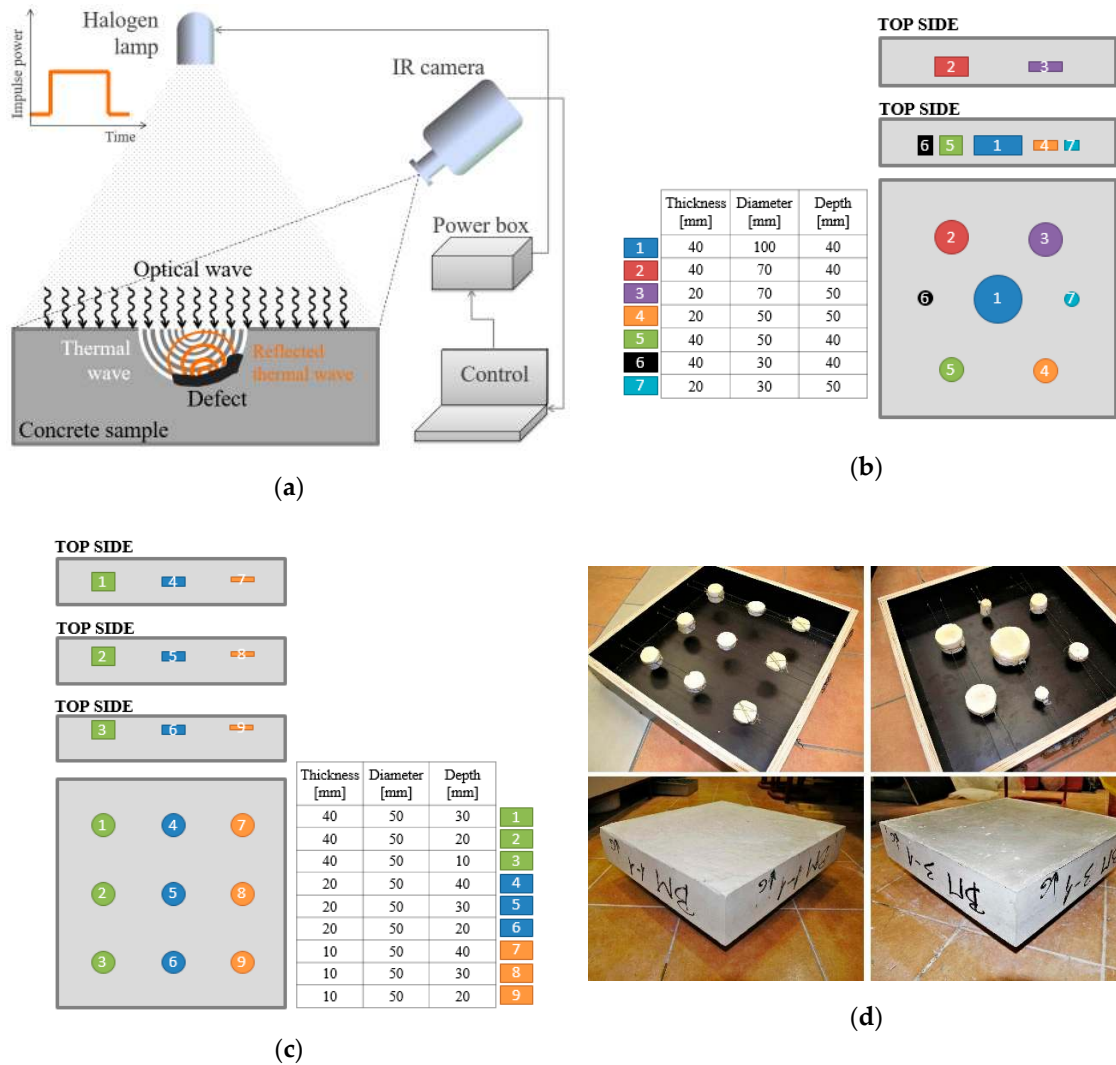 Halogen
lamp
Impulse power
Time
IR camera
Power box
Optical wave
Thermal
wave
Reflected
thermal wave
Defect
Control
Concrete sample
(a)
TOP SIDE
2 3
TOP SIDE
6 5 1 4 7
Thickness [mm] Diameter [mm] Depth [mm]
1 40 100 40
2 40 70 40
3 20 70 50
4 20 50 50
5 40 50 40
6 40 30 40
7 20 30 50
2 3
6 1 7
5 4
(b)
TOP SIDE
1 4 7
TOP SIDE
2 5 8
TOP SIDE
3 6 9
1 4 7
2 5 8
3 6 9
Thickness [mm] Diameter [mm] Depth [mm]
40 50 30 1
40 50 20 2
40 50 10 3
20 50 40 4
20 50 30 5
20 50 20 6
10 50 40 7
10 50 30 8
10 50 20 9
(c)
ВП 3-1
(d)